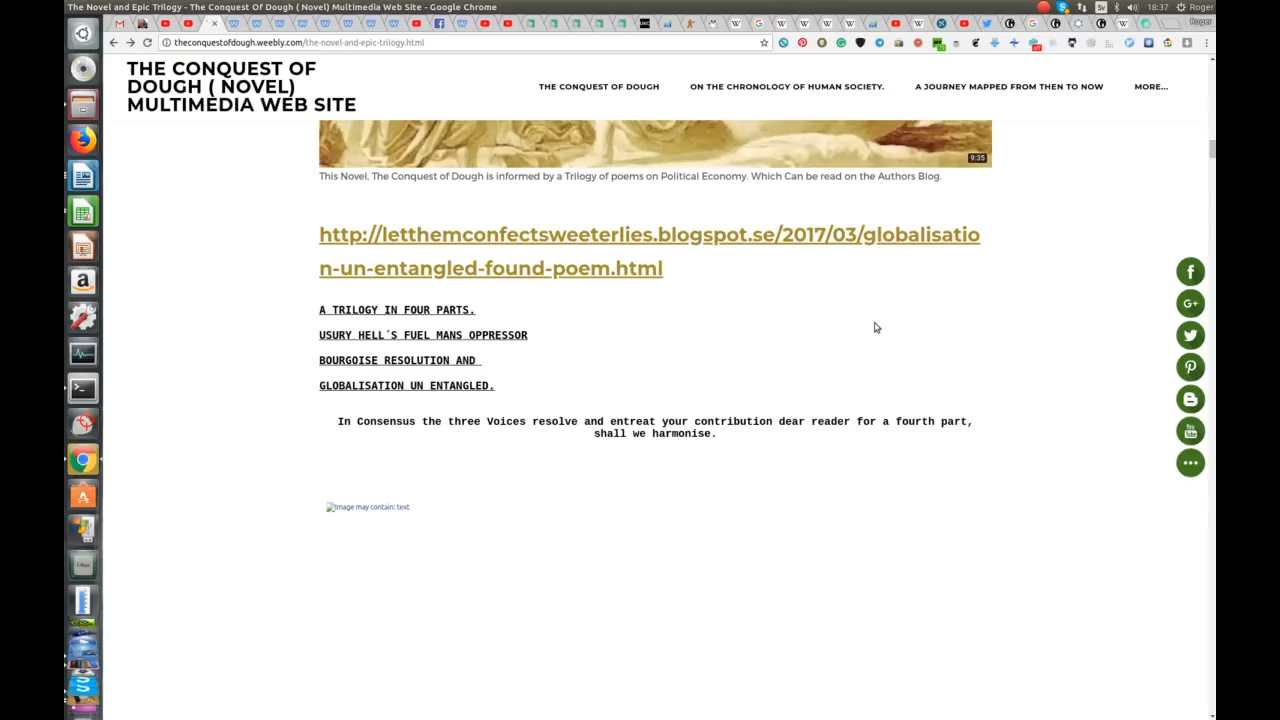 The Novel and Epic Trilogy - The Conquest Of Dough ( Novel) Multimedia Web Site - Google Chrome
Sv
18:37
Roger
Roger
theconquestofdough.weebly.com/the-novel-and-epic-trilogy.html
THE CONQUEST OF
DOUGH ( NOVEL)
MULTIMEDIA WEB SITE
THE CONQUEST OF DOUGH
ON THE CHRONOLOGY OF HUMAN SOCIETY.
A JOURNEY MAPPED FROM THEN TO NOW
MORE...
9:35
This Novel. The Conquest of Dough is informed by a Trilogy of poems on Political Economy. Which Can be read on the Authors Blog.
http://letthemconfectsweeterlies.blogspot.se/2017/03/globalisatio
n-un-entangled-found-poem.html
A TRILOGY IN FOUR PARTS.
USURY HELL´S FUEL MANS OPPRESSOR
BOURGOISE RESOLUTION AND
GLOBALISATION UN ENTANGLED.
In Consensus the three Voices resolve and entreat your contribution dear reader for a fourth part,
shall we harmonise.
Image may contain: text